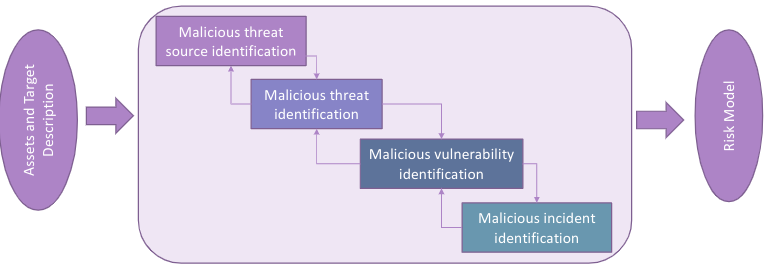 Assets and Target
Description
Malicious threat
source identification
Malicious threat
identification
Malicious vulnerability
identification
Malicious incident
identification
Risk Model